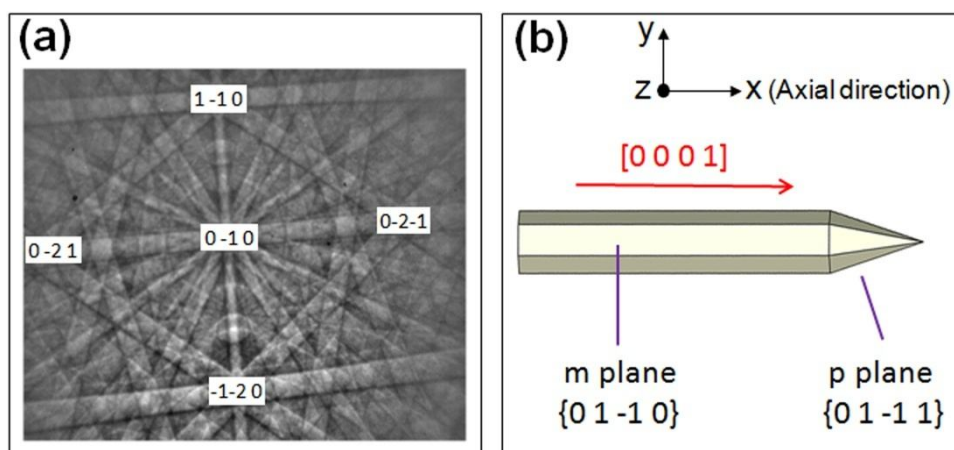 (a)
1 -1 0
0 -2 1
0 -1 0
0 -2 -1
-1 -2 0
(b)
y
z
x (Axial direction)
[0 0 0 1]
m plane
{0 1 -1 0}
p plane
{0 1 -1 1}